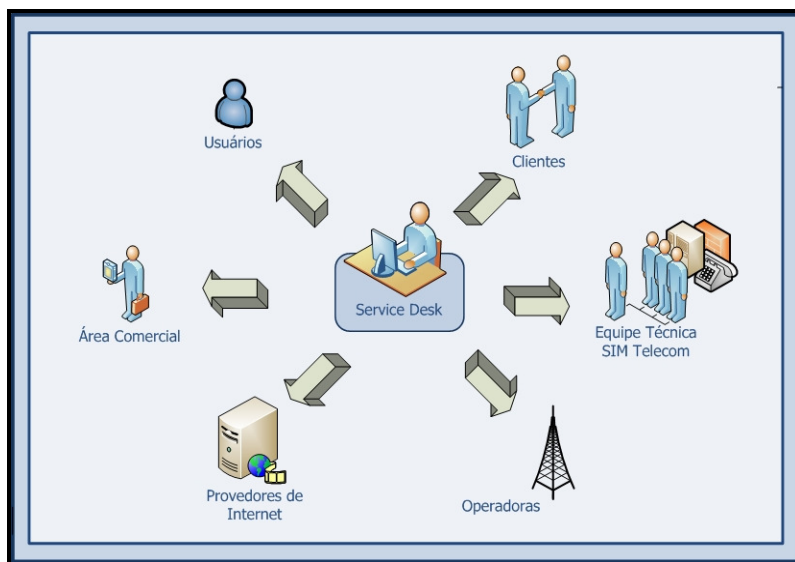 Usuários
Clientes
Área Comercial
Service Desk
Equipe Técnica
SIM Telecom
Provedores de
Internet
Operadoras